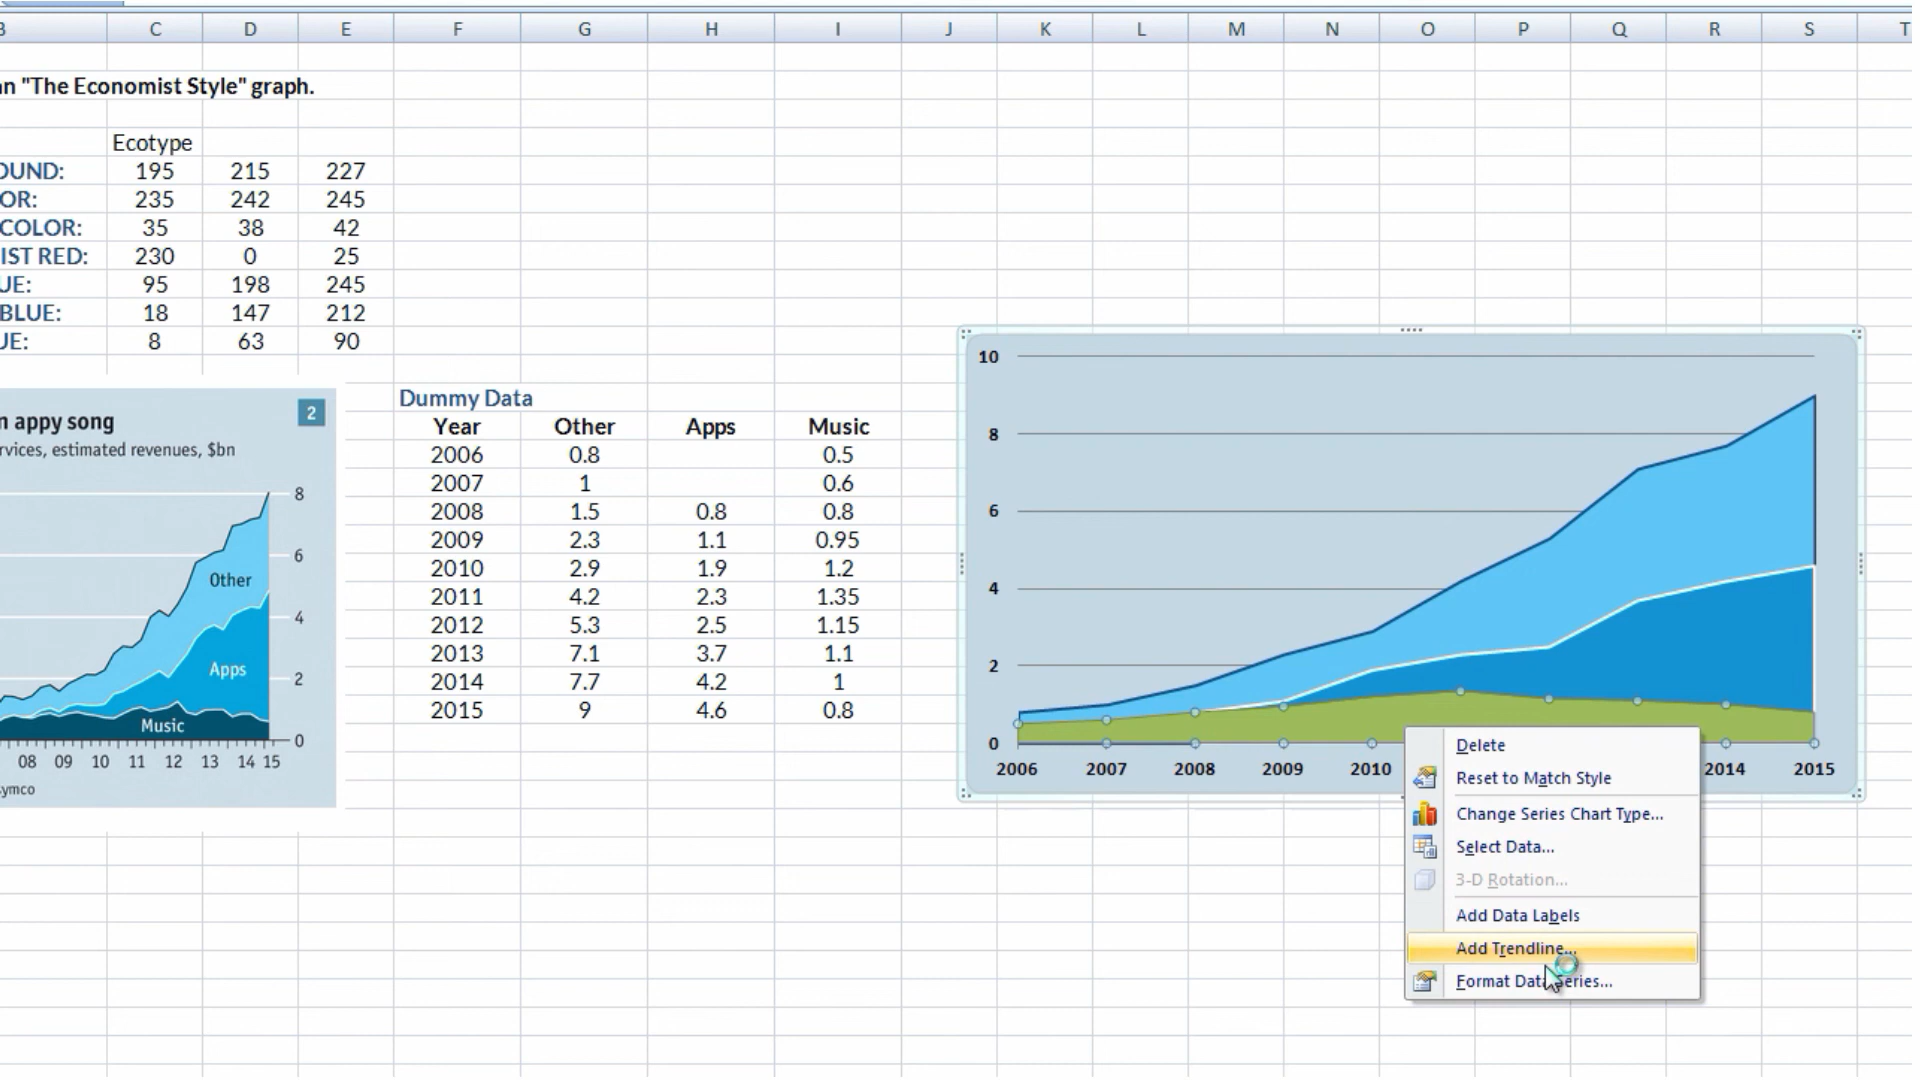 B C D E F G H I J K L M N O P Q R S T
n "The Economist Style" graph.
Ecotype
OUND: 195 215 227
OR: 235 242 245
COLOR: 35 38 42
IST RED: 230 0 25
UE: 95 198 245
BLUE: 18 147 212
UE: 8 63 90
n appy song
2
rvices, estimated revenues, $bn
8
6
4
2
0
Other
Apps
Music
08 09 10 11 12 13 14 15
ymco
Dummy Data
Year Other Apps Music
2006 0.8 0.5
2007 1 0.6
2008 1.5 0.8 0.8
2009 2.3 1.1 0.95
2010 2.9 1.9 1.2
2011 4.2 2.3 1.35
2012 5.3 2.5 1.15
2013 7.1 3.7 1.1
2014 7.7 4.2 1
2015 9 4.6 0.8
10
8
6
4
2
0
2006 2007 2008 2009 2010 2014 2015
Delete
Reset to Match Style
Change Series Chart Type...
Select Data...
3-D Rotation...
Add Data Labels
Add Trendline...
Format Data Series...